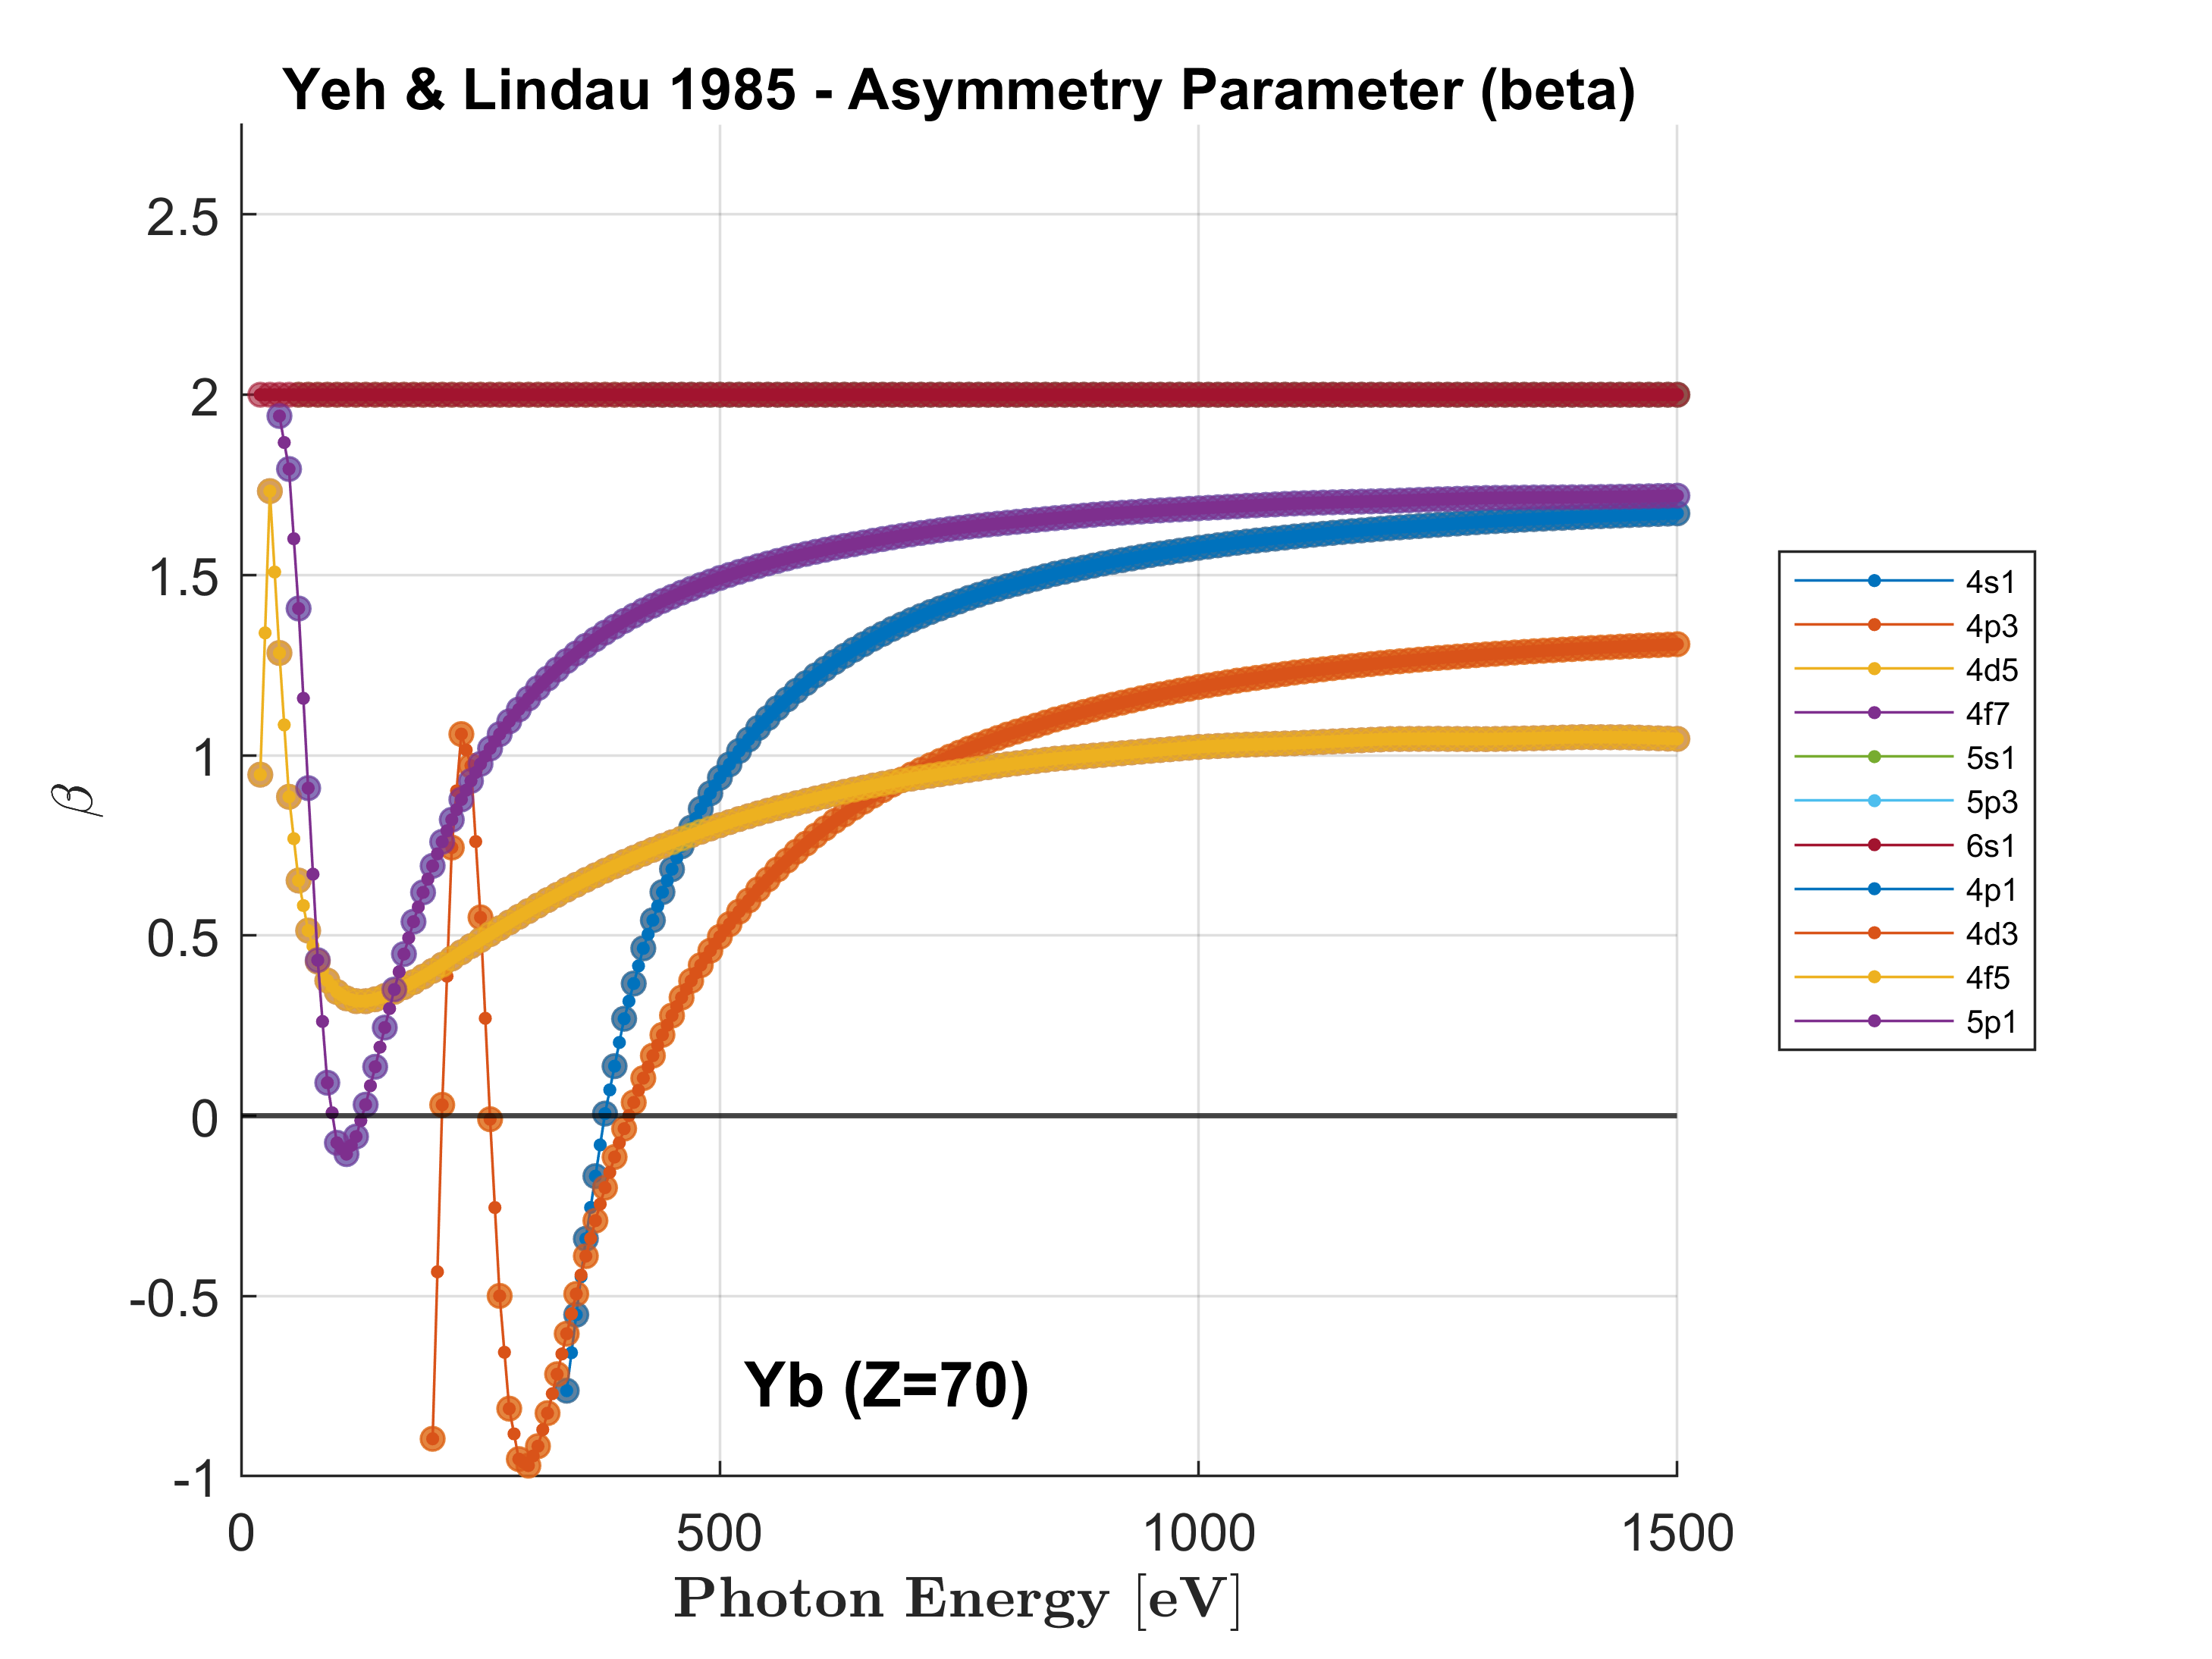 Yeh & Lindau 1985 - Asymmetry Parameter (beta)
2.5
2
1.5
1
0.5
0
-0.5
-1
β
0 500 1000 1500
Photon Energy [eV]
Yb (Z=70)
4s1
4p3
4d5
4f7
5s1
5p3
6s1
4p1
4d3
4f5
5p1